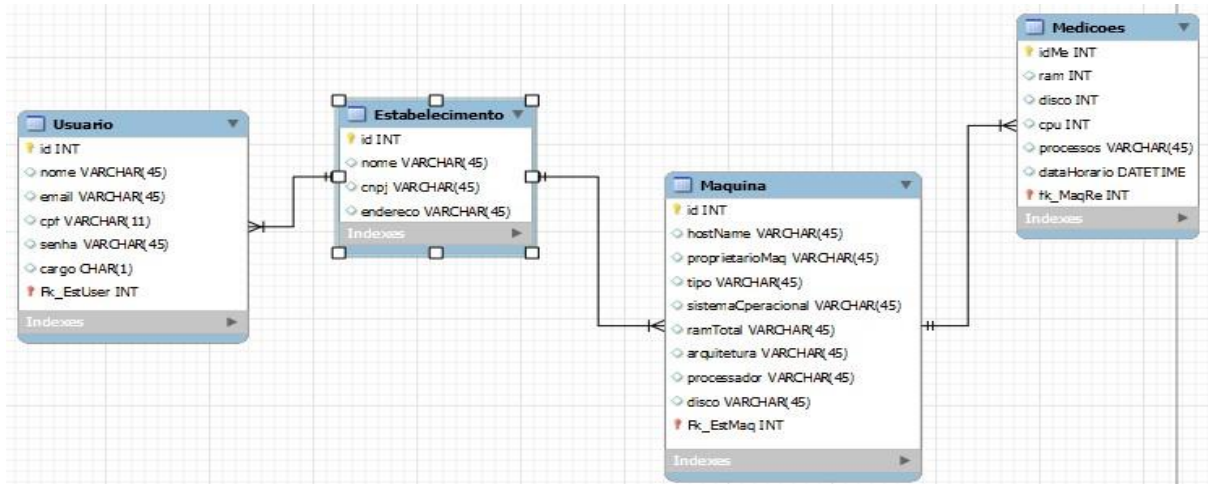 Usuario
id INT
nome VARCHAR(45)
email VARCHAR(45)
cpf VARCHAR(11)
senha VARCHAR(45)
cargo CHAR(1)
Fk_EstUser INT
Indexes
Estabelecimento
id INT
nome VARCHAR(45)
cnpj VARCHAR(45)
endereco VARCHAR(45)
Indexes
Maquina
id INT
hostName VARCHAR(45)
proprietarioMaq VARCHAR(45)
tipo VARCHAR(45)
sistemaOperacional VARCHAR(45)
ramTotal VARCHAR(45)
arquitetura VARCHAR(45)
processador VARCHAR(45)
disco VARCHAR(45)
Fk_EstMaq INT
Indexes
Medicoes
idMe INT
ram INT
disco INT
cpu INT
processos VARCHAR(45)
dataHorario DATETIME
fk_MaqRe INT
Indexes